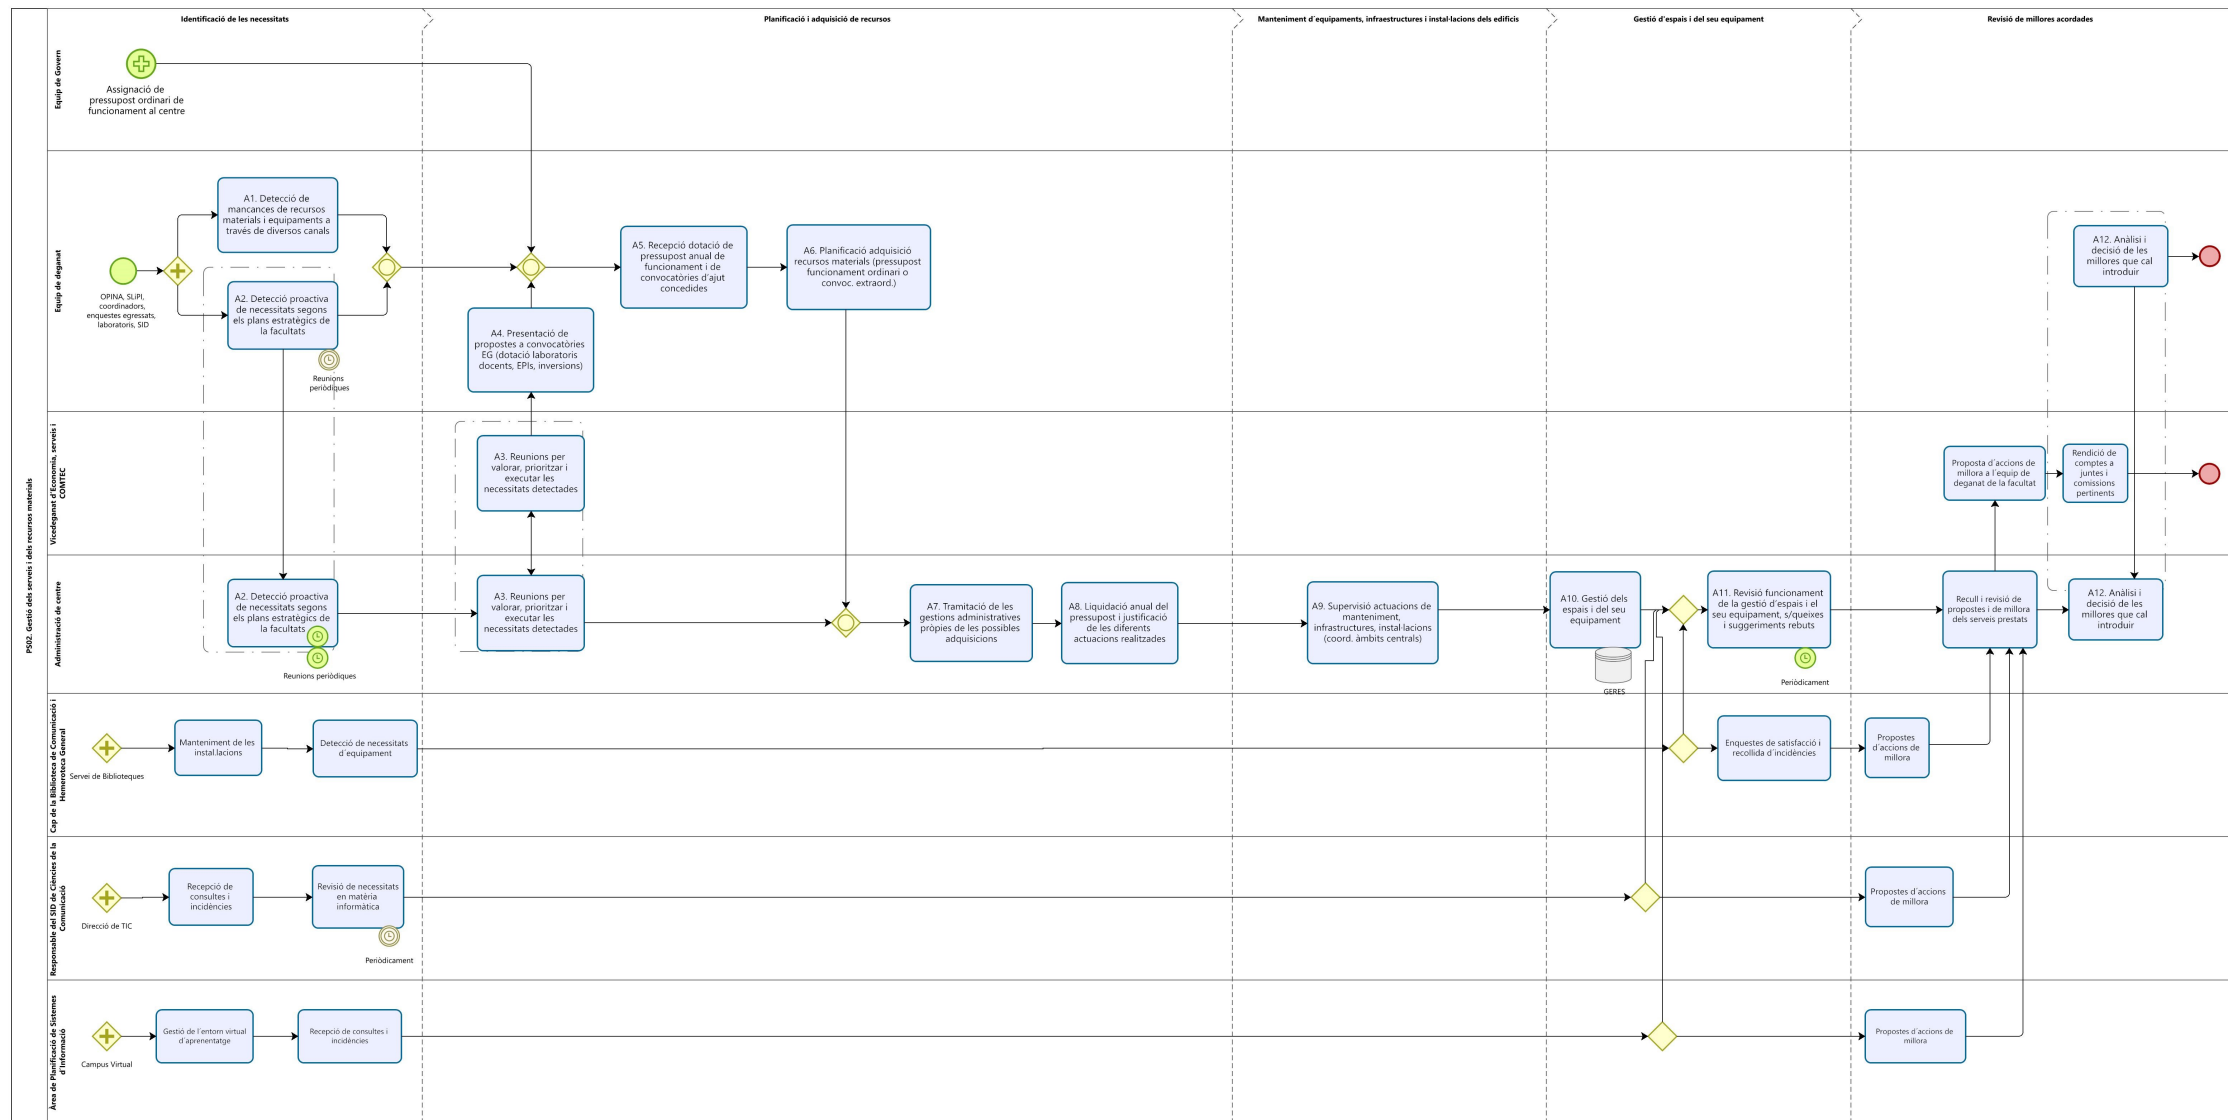 Identificació de les necessitats
Planificació i adquisició de recursos
Manteniment d´equipaments, infraestructures i instal·lacions dels edificis
Gestió d'espais i del seu equipament
Revisió de millores acordades
PS02. Gestió dels serveis i dels recursos materials
Equip de Govern
Assignació de
pressupost ordinari de
funcionament al centre
Equip de deganat
OPINA, SLiPI,
coordinadors,
enquestes egressats,
laboratoris, SID
A1. Detecció de
mancances de recursos
materials i equipaments a
través de diversos canals
A2. Detecció proactiva
de necessitats segons
els plans estratègics de
la facultats
Reunions
periòdiques
A4. Presentació de
propostes a convocatòries
EG (dotació laboratoris
docents, EPIs, inversions)
A5. Recepció dotació de
pressupost anual de
funcionament i de
convocatòries d'ajut
concedides
A6. Planificació adquisició
recursos materials (pressupost
funcionament ordinari o
convoc. extraord.)
A12. Anàlisi i
decisió de les
millores que cal
introduir
Vicedeganat d'Economia, serveis i
COMTEC
A3. Reunions per
valorar, prioritzar i
executar les
necessitats detectades
Proposta d´accions de
millora a l´equip de
deganat de la facultat
Rendició de
comptes a
juntes i
comissions
pertinents
Administració de centre
A2. Detecció proactiva
de necessitats segons
els plans estratègics de
la facultats
Reunions periòdiques
A3. Reunions per
valorar, prioritzar i
executar les
necessitats detectades
A7. Tramitació de les
gestions administratives
pròpies de les possibles
adquisicions
A8. Liquidació anual del
pressupost i justificació
de les diferents
actuacions realitzades
A9. Supervisió actuacions de
manteniment,
infrastructures, instal·lacions
(coord. àmbits centrals)
A10. Gestió dels
espais i del seu
equipament
GERES
A11. Revisió funcionament
de la gestió d'espais i el
seu equipament, s/queixes
i suggeriments rebuts
Periòdicament
Recull i revisió de
propostes i de millora
dels serveis prestats
A12. Anàlisi i
decisió de les
millores que cal
introduir
Cap de la Biblioteca de Comunicació i
Hemeroteca General
Servei de Biblioteques
Manteniment de les
instal.lacions
Detecció de necessitats
d´equipament
Enquestes de satisfacció i
recollida d´incidències
Propostes
d´accions de
millora
Responsable del SID de Ciències de la
Comunicació
Direcció de TIC
Recepció de
consultes i
incidències
Revisió de necessitats
en matèria
informàtica
Periòdicament
Propostes d´accions
de millora
Àrea de Planificació de Sistemes
d'Informació
Campus Virtual
Gestió de l´entorn virtual
d´aprenentatge
Recepció de consultes i
incidències
Propostes d´accions de
millora